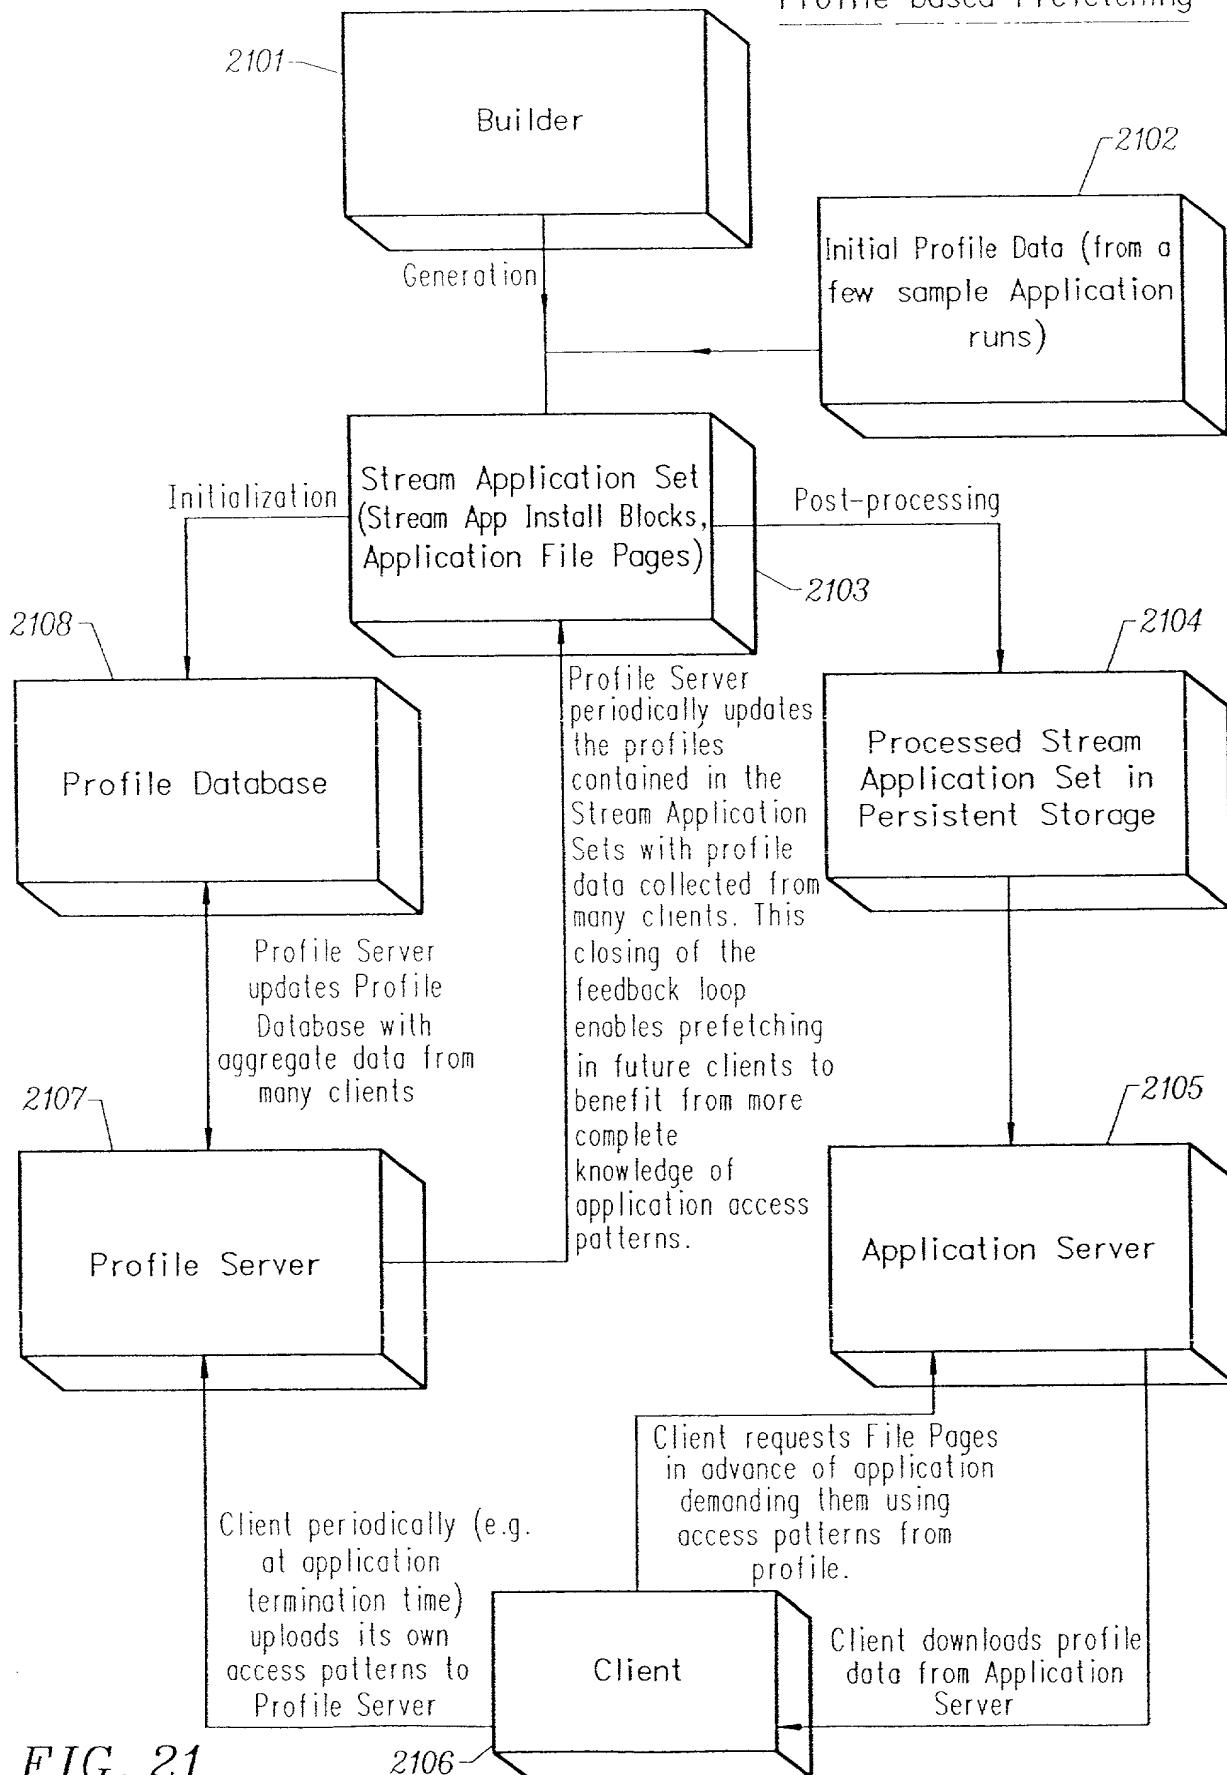 Profile based Prefetching
2101
Builder
2102
Generation
Initial Profile Data (from a
few sample Application
runs)
Initialization
Stream Application Set
(Stream App Install Blocks,
Application File Pages)
Post-processing
2103
2108
2104
Profile Database
Profile Server
periodically updates
the profiles
contained in the
Stream Application
Sets with profile
data collected from
many clients. This
closing of the
feedback loop
enables prefetching
in future clients to
benefit from more
complete
knowledge of
application access
patterns.
Processed Stream
Application Set in
Persistent Storage
Profile Server
updates Profile
Database with
aggregate data from
many clients
2107
2105
Profile Server
Application Server
Client requests File Pages
in advance of application
demanding them using
access patterns from
profile.
Client periodically (e.g.
at application
termination time)
uploads its own
access patterns to
Profile Server
Client
Client downloads profile
data from Application
Server
FIG. 21
2106